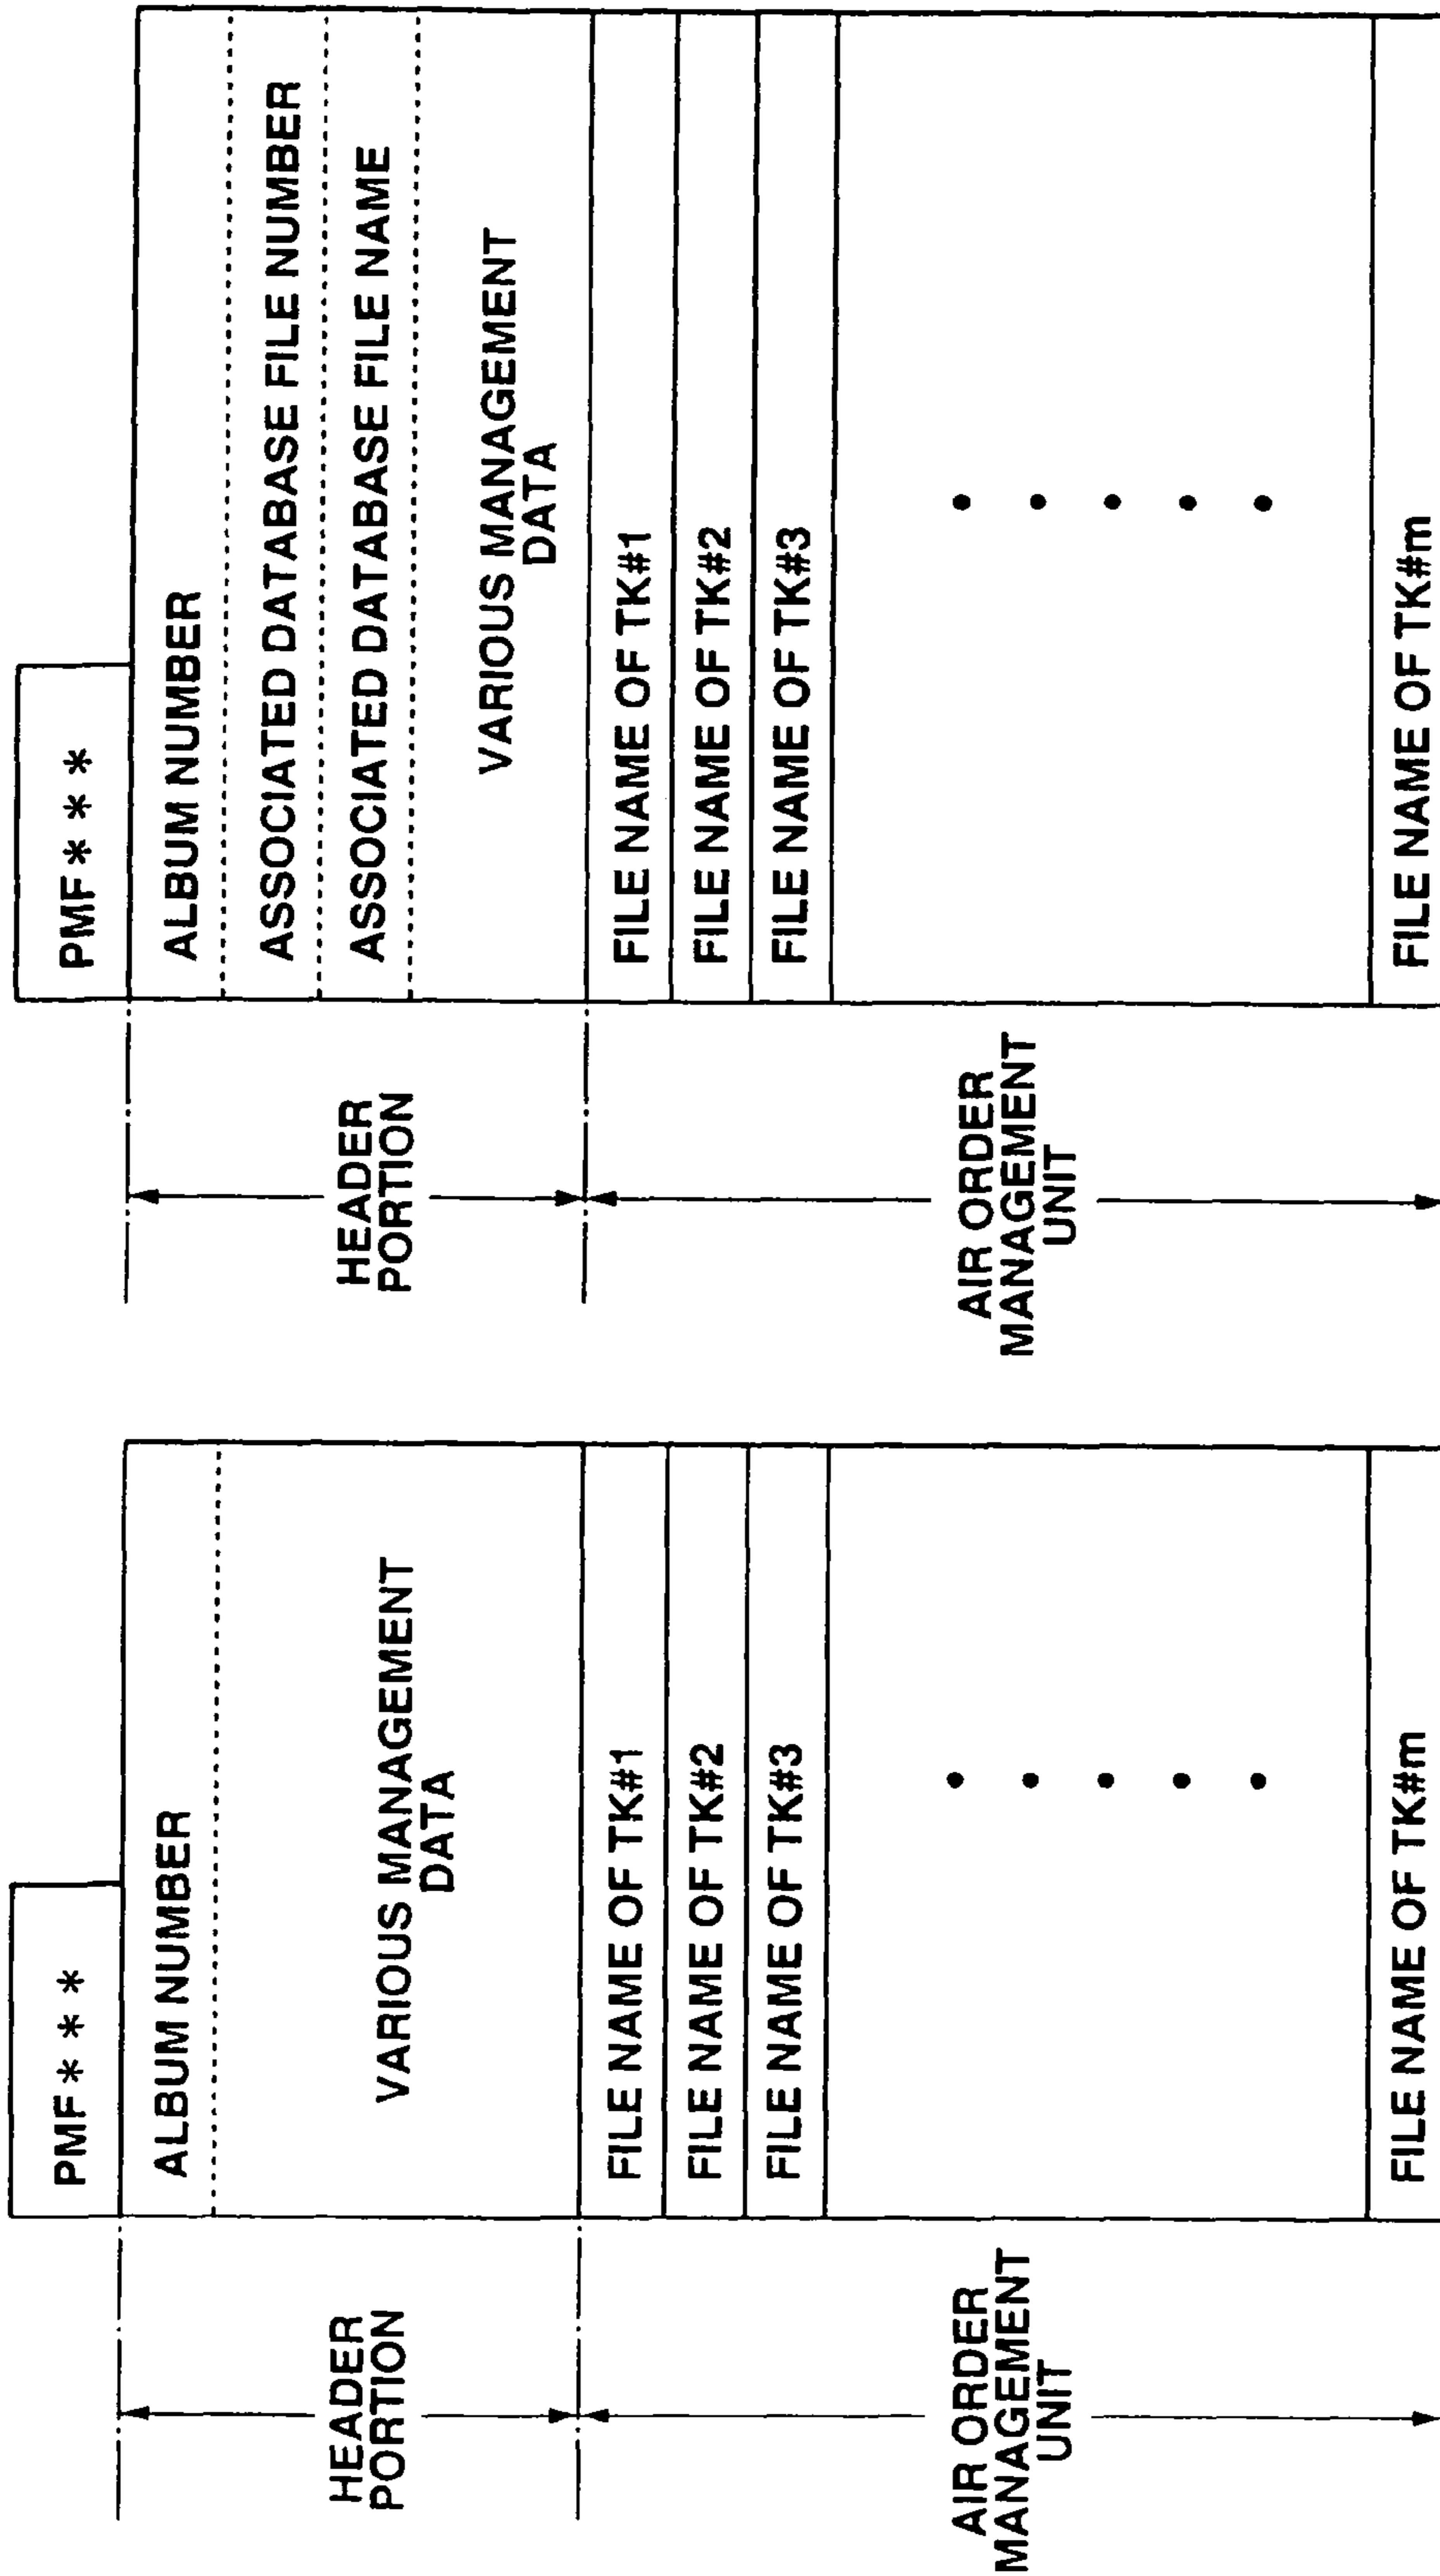 PMF * * *
ALBUM NUMBER
VARIOUS MANAGEMENT
DATA
FILE NAME OF TK#1
FILE NAME OF TK#2
FILE NAME OF TK#3
FILE NAME OF TK#m
HEADER
PORTION
AIR ORDER
MANAGEMENT
UNIT
PMF * * *
ALBUM NUMBER
ASSOCIATED DATABASE FILE NUMBER
ASSOCIATED DATABASE FILE NAME
VARIOUS MANAGEMENT
DATA
FILE NAME OF TK#1
FILE NAME OF TK#2
FILE NAME OF TK#3
FILE NAME OF TK#m
HEADER
PORTION
AIR ORDER
MANAGEMENT
UNIT